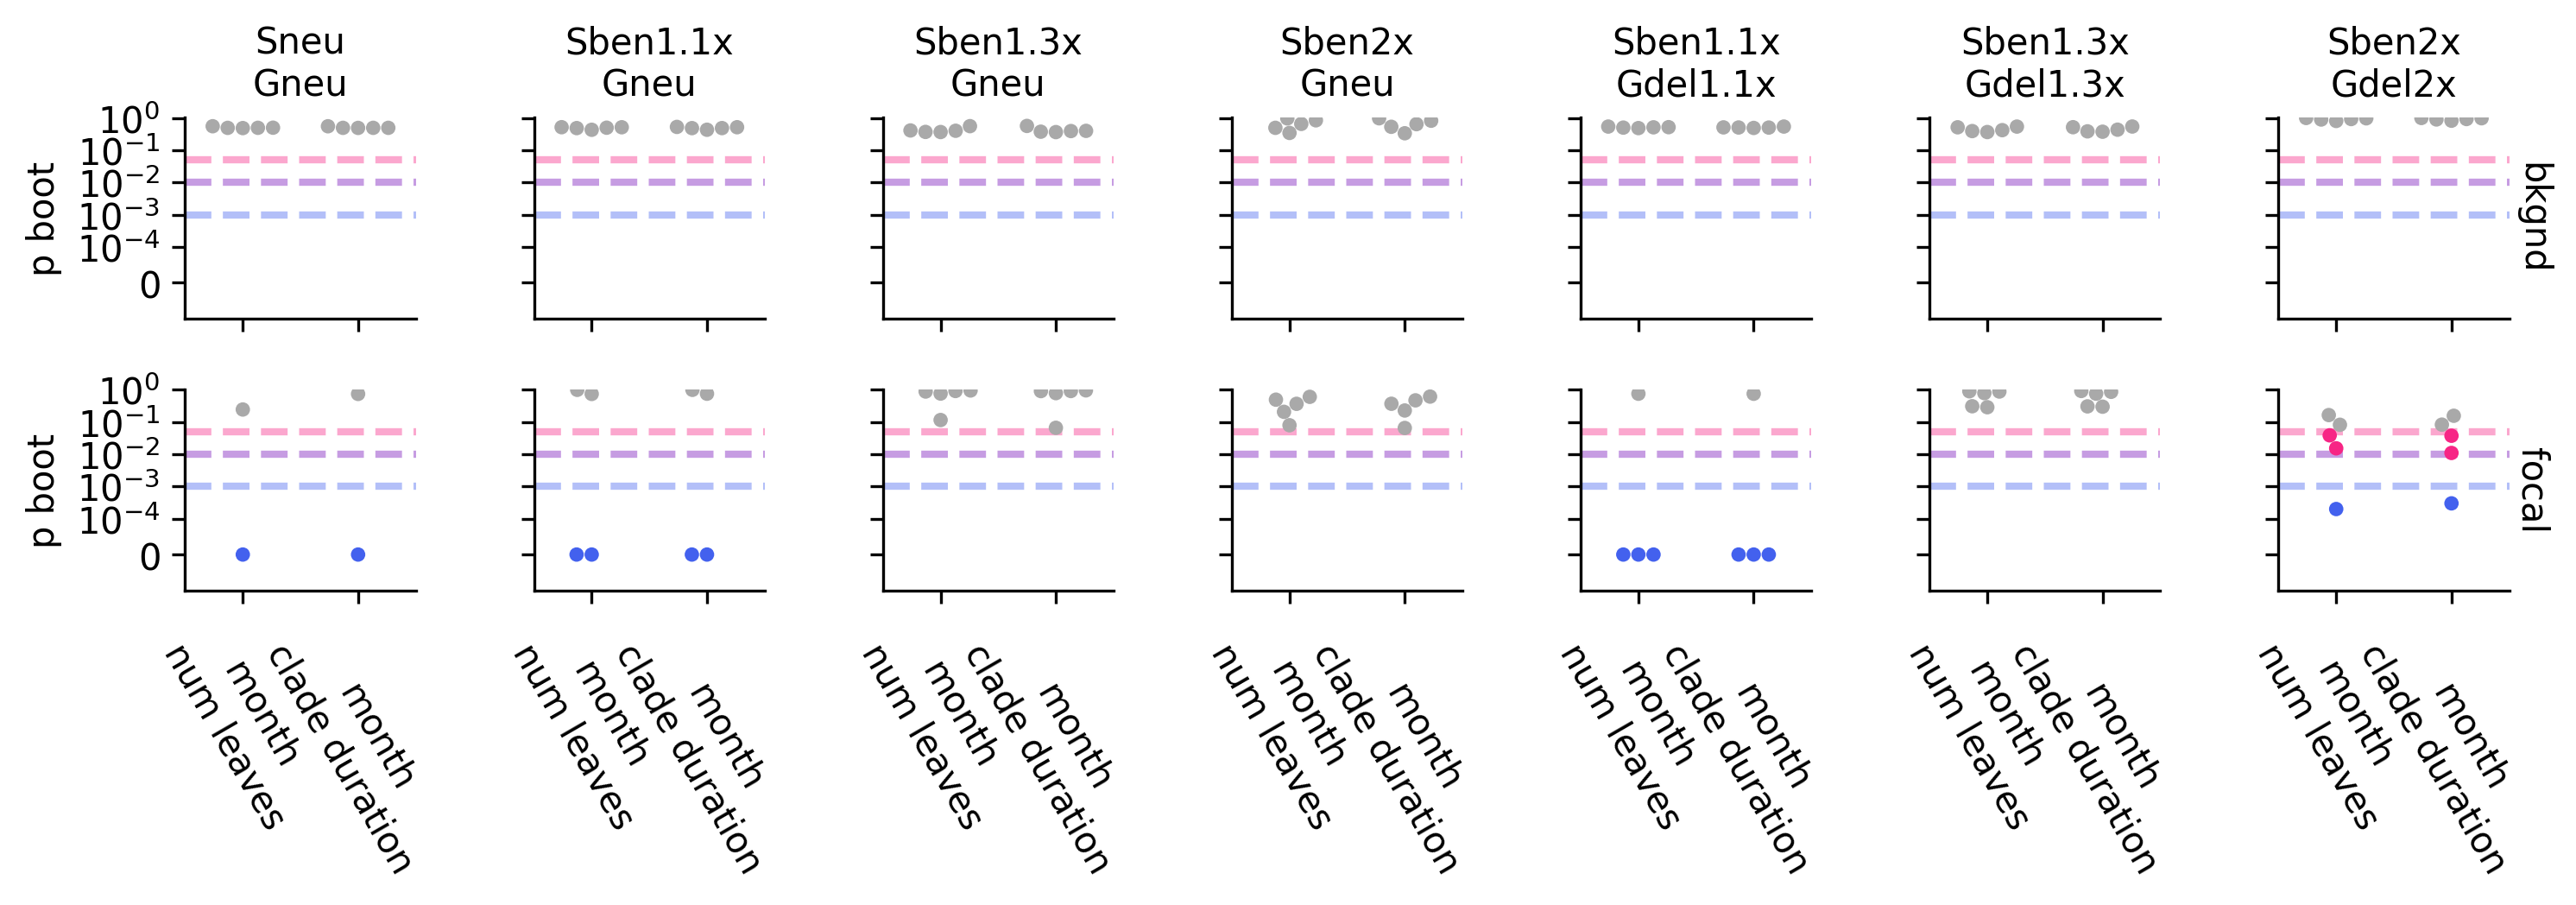 Sneu
Gneu
Sben1.1x
Gneu
Sben1.3x
Gneu
Sben2x
Gneu
Sben1.1x
Gdel1.1x
Sben1.3x
Gdel1.3x
Sben2x
Gdel2x
p boot
10⁰
10⁻¹
10⁻²
10⁻³
10⁻⁴
0
bkgnd
p boot
10⁰
10⁻¹
10⁻²
10⁻³
10⁻⁴
0
focal
num leaves
month
clade duration
month
num leaves
month
clade duration
month
num leaves
month
clade duration
month
num leaves
month
clade duration
month
num leaves
month
clade duration
month
num leaves
month
clade duration
month
num leaves
month
clade duration
month